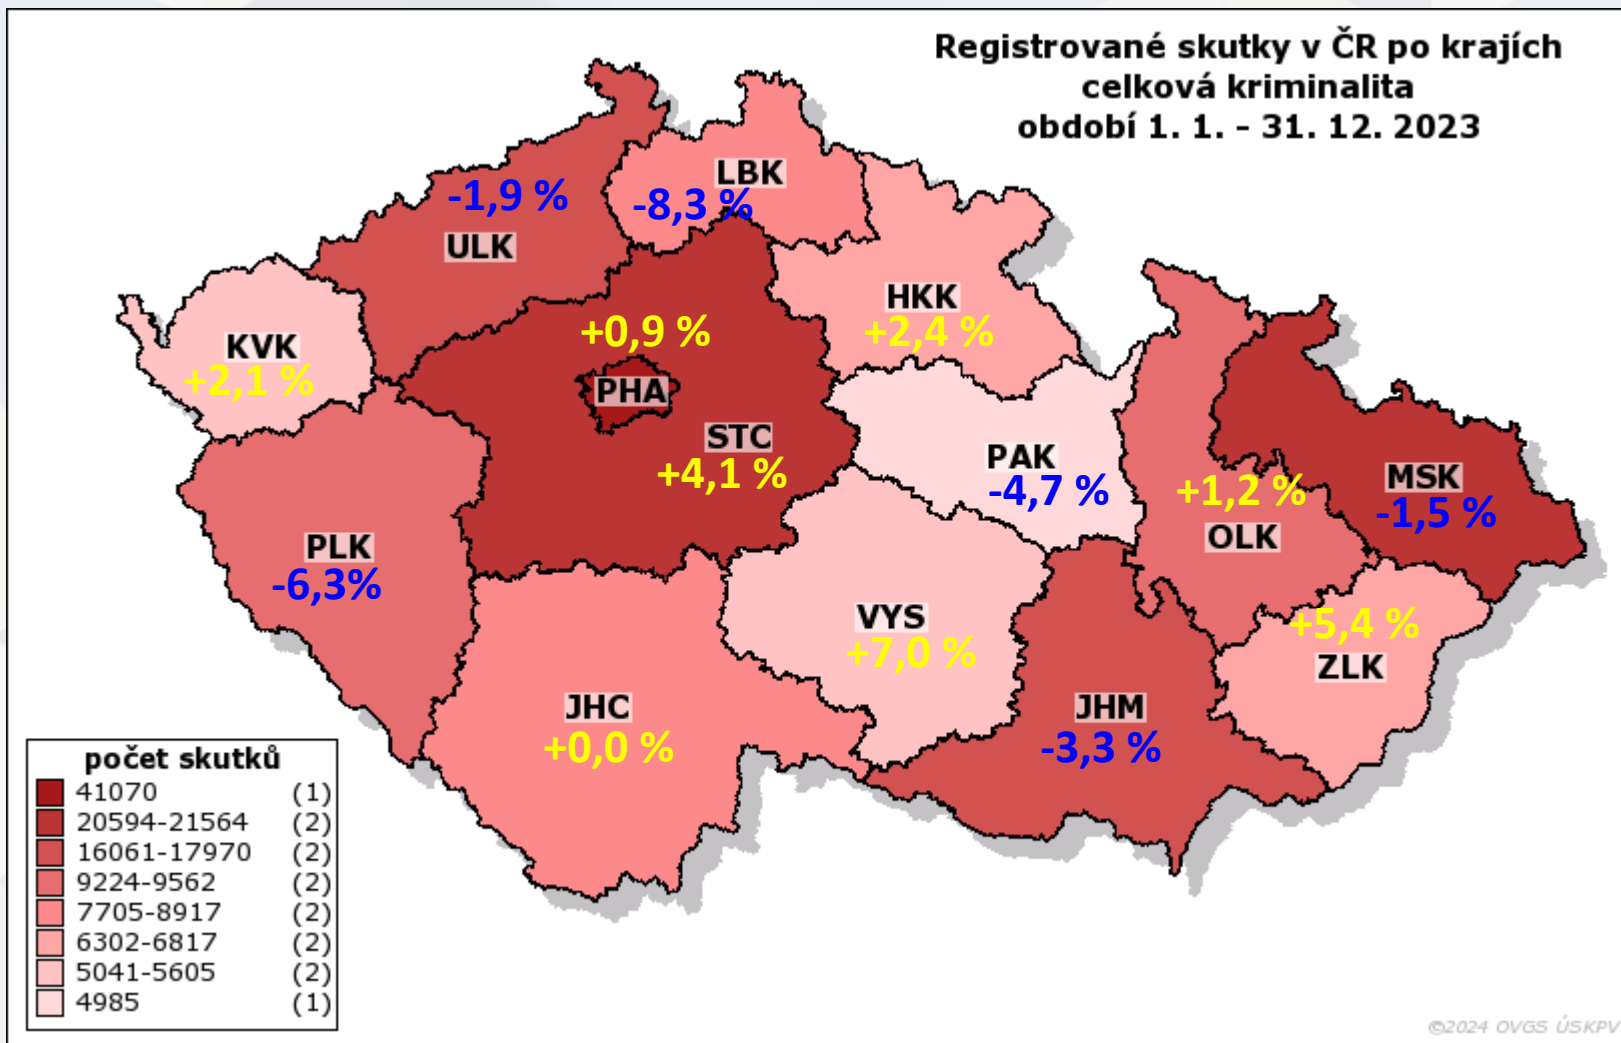 Registrované skutky v ČR po krajích
celková kriminalita
období 1. 1. - 31. 12. 2023
LBK
-8,3 %
-1,9 %
ULK
HKK
+2,4 %
KVK
+2,1 %
+0,9 %
PHA
STC
+4,1 %
PAK
-4,7 %
+1,2 %
OLK
MSK
-1,5 %
PLK
-6,3%
VYS
+7,0 %
+5,4 %
ZLK
JHC
+0,0 %
JHM
-3,3 %
počet skutků
41070 (1)
20594-21564 (2)
16061-17970 (2)
9224-9562 (2)
7705-8917 (2)
6302-6817 (2)
5041-5605 (2)
4985 (1)
©2024 OVGS ÚSKPV